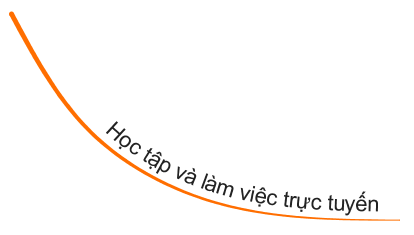 Học tập và làm việc trực tuyến